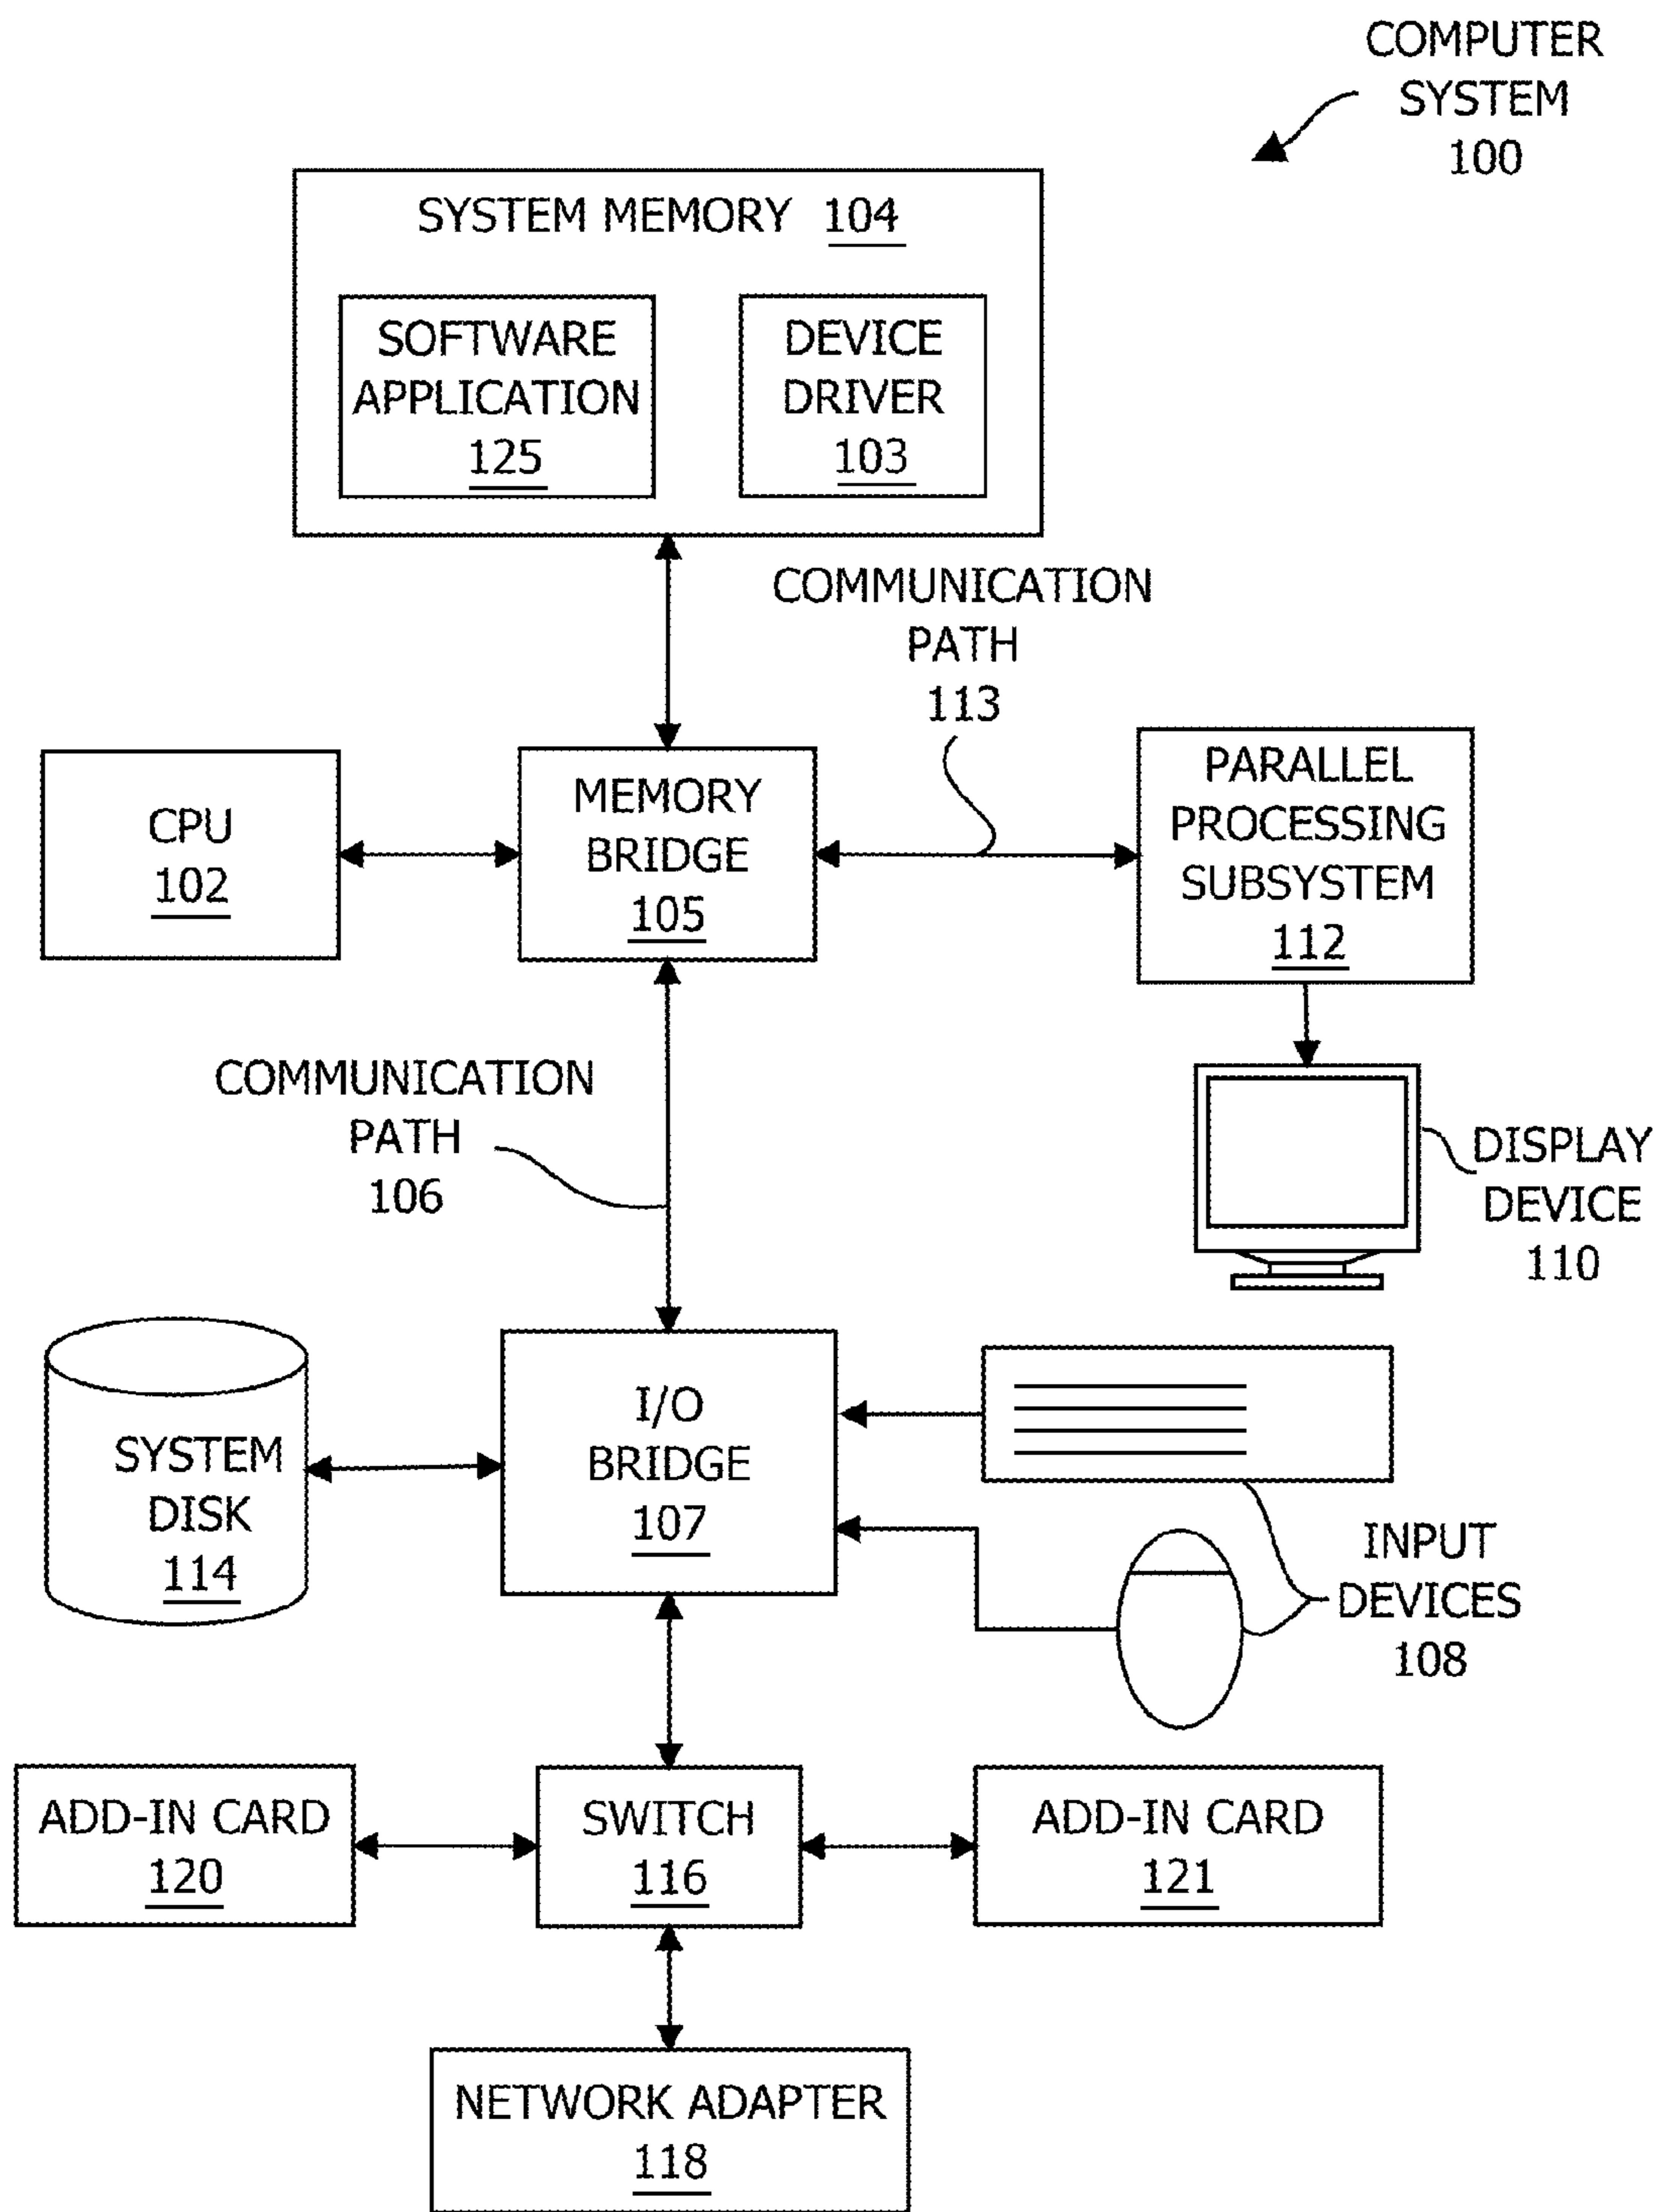 COMPUTER
SYSTEM
100
SYSTEM MEMORY 104
SOFTWARE
APPLICATION
125
DEVICE
DRIVER
103
COMMUNICATION
PATH
113
CPU
102
MEMORY
BRIDGE
105
PARALLEL
PROCESSING
SUBSYSTEM
112
COMMUNICATION
PATH
106
DISPLAY
DEVICE
110
SYSTEM
DISK
114
I/O
BRIDGE
107
INPUT
DEVICES
108
ADD-IN CARD
120
SWITCH
116
ADD-IN CARD
121
NETWORK ADAPTER
118